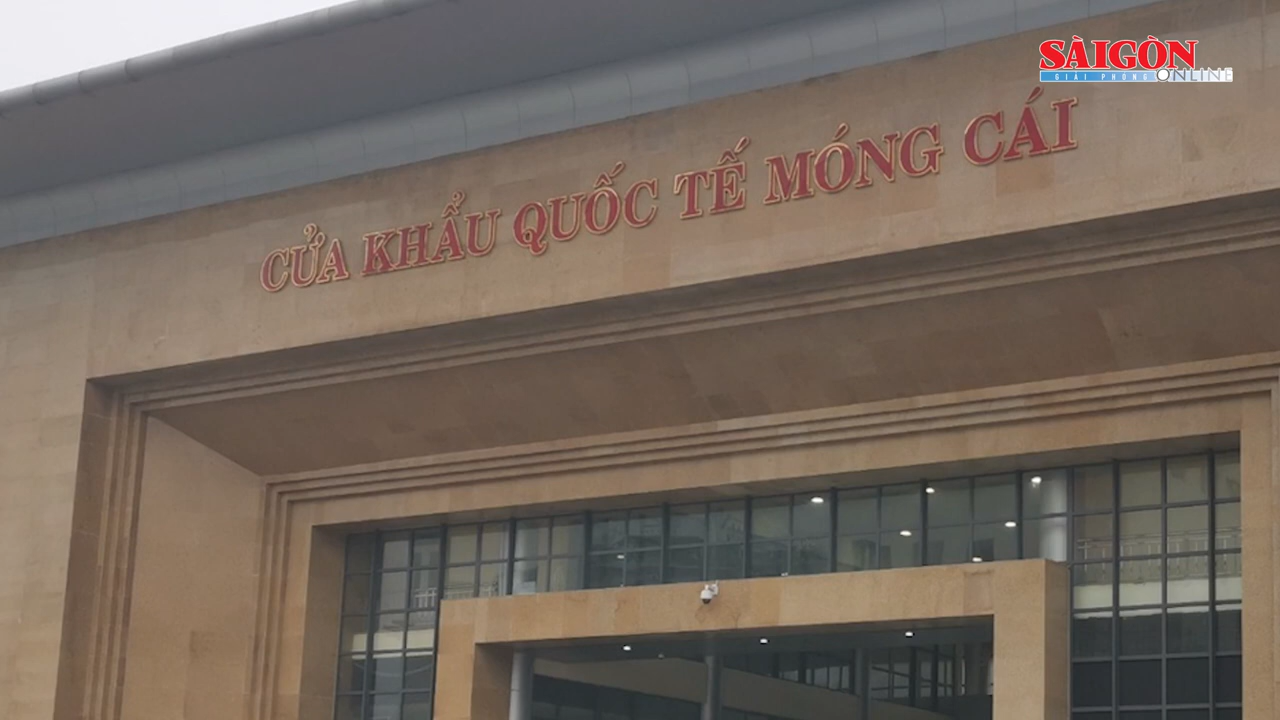 SÀIGÒN
GIẢI PHÓNG ONLINE
CỬA KHẨU QUỐC TẾ MÓNG CÁI